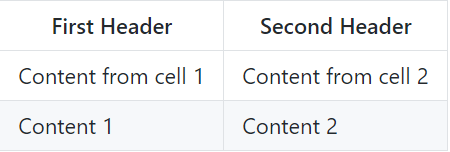 First Header Second Header
Content from cell 1 Content from cell 2
Content 1 Content 2